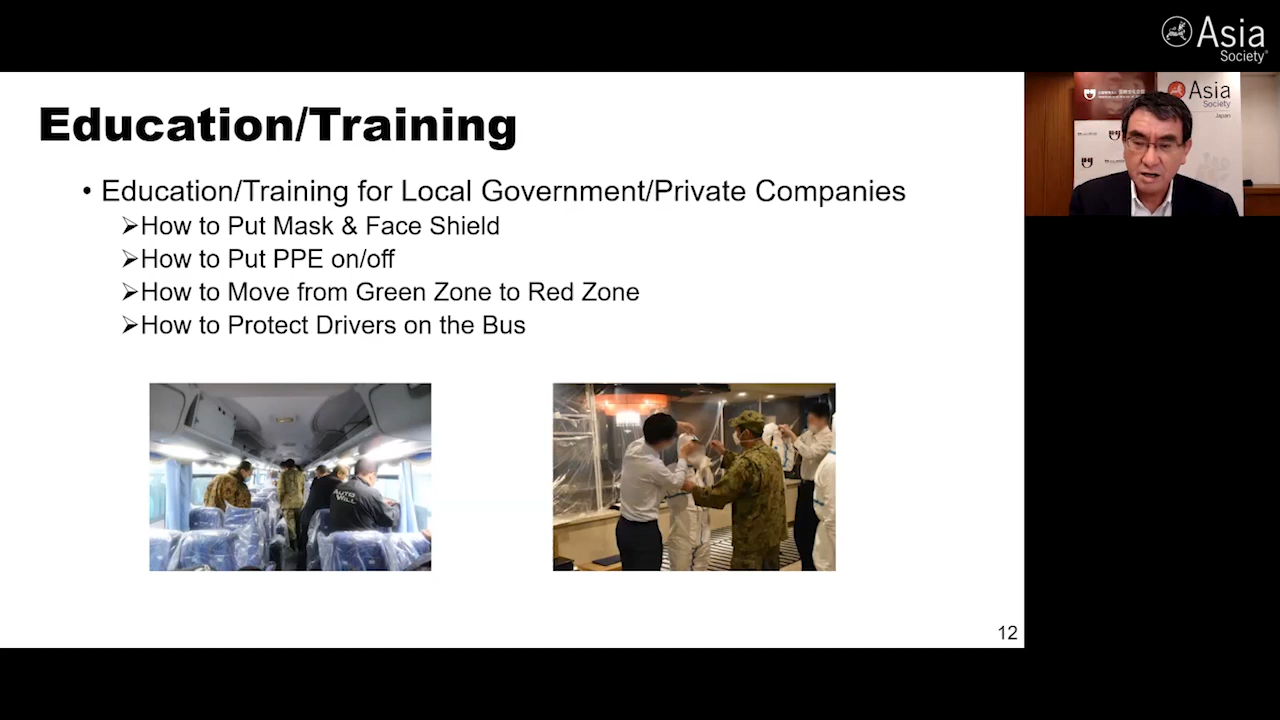 Asia
Society
Education/Training
• Education/Training for Local Government/Private Companies
➢How to Put Mask & Face Shield
➢How to Put PPE on/off
➢How to Move from Green Zone to Red Zone
➢How to Protect Drivers on the Bus
AUTO
WILL
12
Asia
Society
Japan